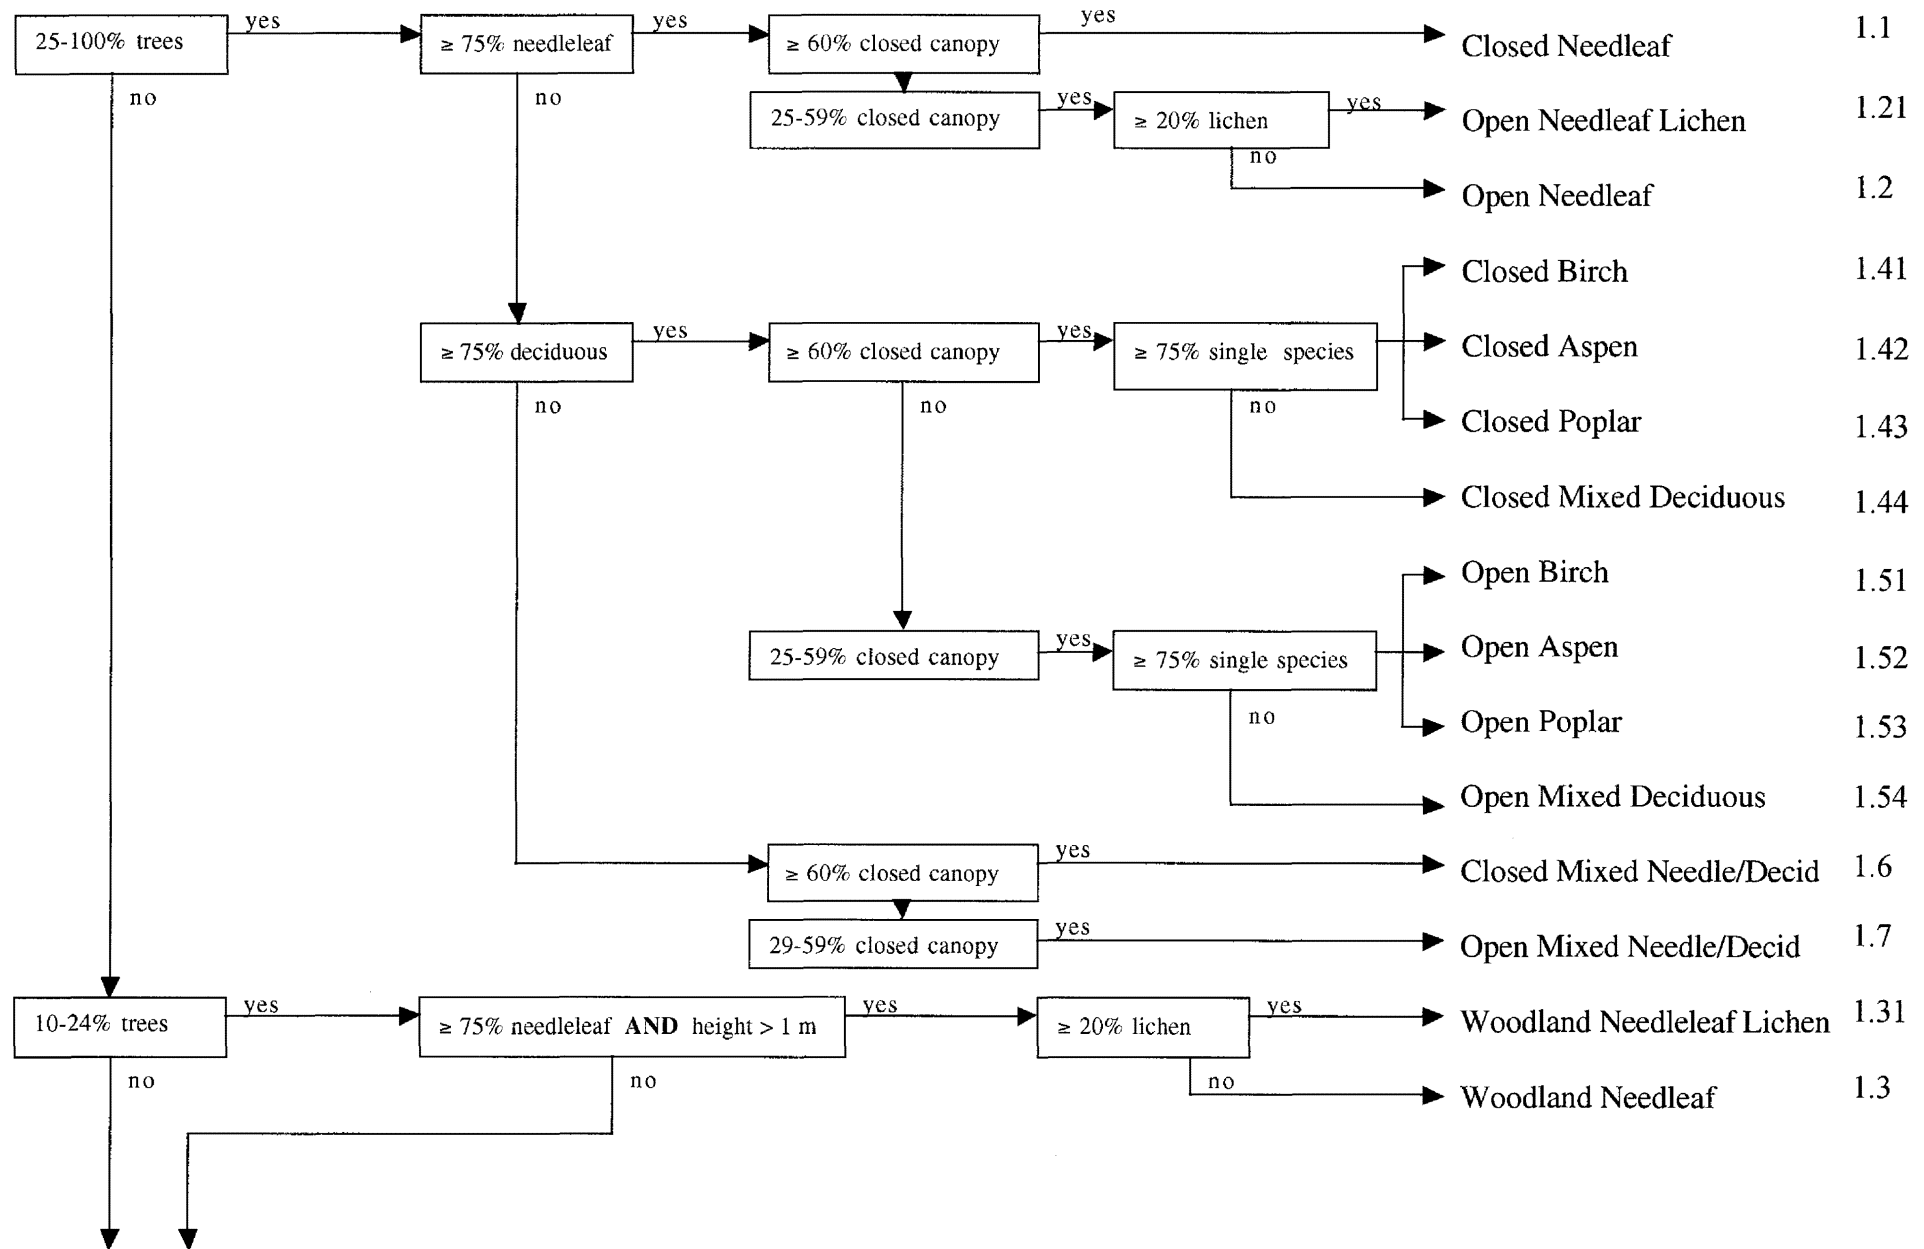 25-100% trees yes ≥ 75% needleleaf yes ≥ 60% closed canopy yes Closed Needleaf 1.1
no no
25-59% closed canopy yes ≥ 20% lichen yes Open Needleaf Lichen 1.21
no
Open Needleaf 1.2
Closed Birch 1.41
≥ 75% deciduous yes ≥ 60% closed canopy yes ≥ 75% single species Closed Aspen 1.42
no no no
Closed Poplar 1.43
Closed Mixed Deciduous 1.44
Open Birch 1.51
25-59% closed canopy yes ≥ 75% single species Open Aspen 1.52
no
Open Poplar 1.53
Open Mixed Deciduous 1.54
≥ 60% closed canopy yes Closed Mixed Needle/Decid 1.6
29-59% closed canopy yes Open Mixed Needle/Decid 1.7
10-24% trees yes ≥ 75% needleleaf AND height > 1 m yes ≥ 20% lichen yes Woodland Needleleaf Lichen 1.31
no no no
Woodland Needleaf 1.3